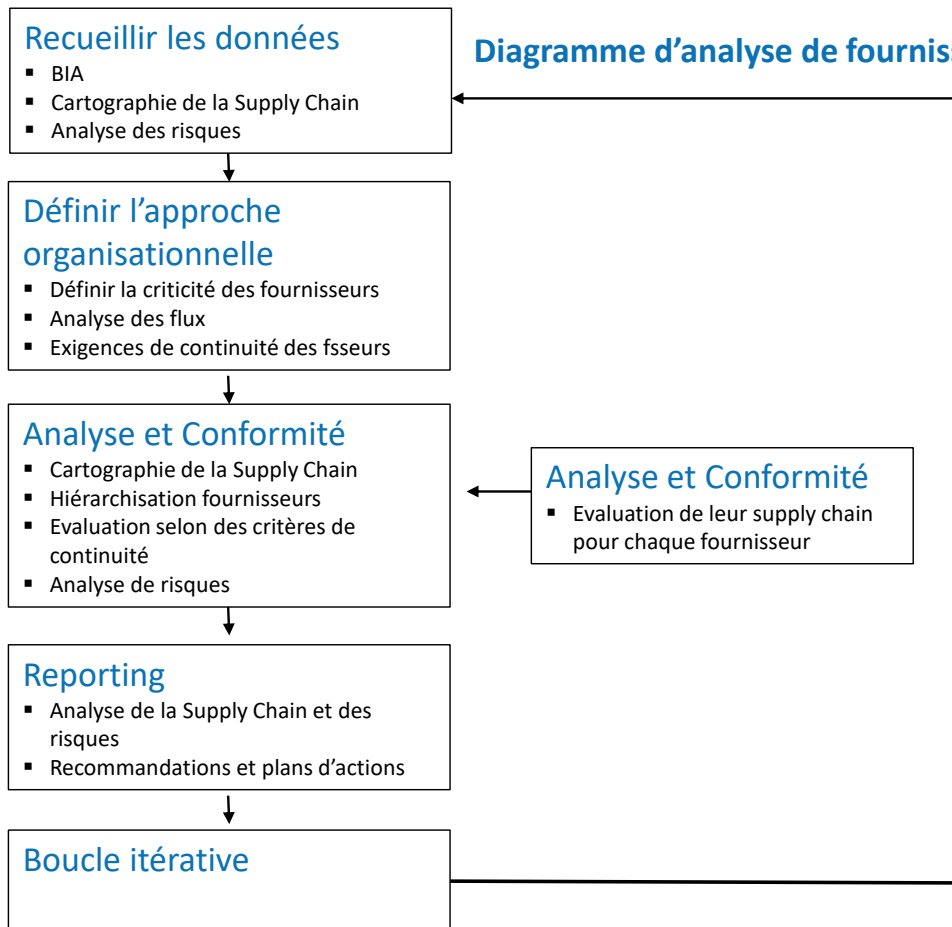 Recueillir les données
▪ BIA
▪ Cartographie de la Supply Chain
▪ Analyse des risques
Diagramme d’analyse de fournis
Définir l’approche
organisationnelle
▪ Définir la criticité des fournisseurs
▪ Analyse des flux
▪ Exigences de continuité des fsseurs
Analyse et Conformité
▪ Cartographie de la Supply Chain
▪ Hiérarchisation fournisseurs
▪ Evaluation selon des critères de
continuité
▪ Analyse de risques
Analyse et Conformité
▪ Evaluation de leur supply chain
pour chaque fournisseur
Reporting
▪ Analyse de la Supply Chain et des
risques
▪ Recommandations et plans d’actions
Boucle itérative